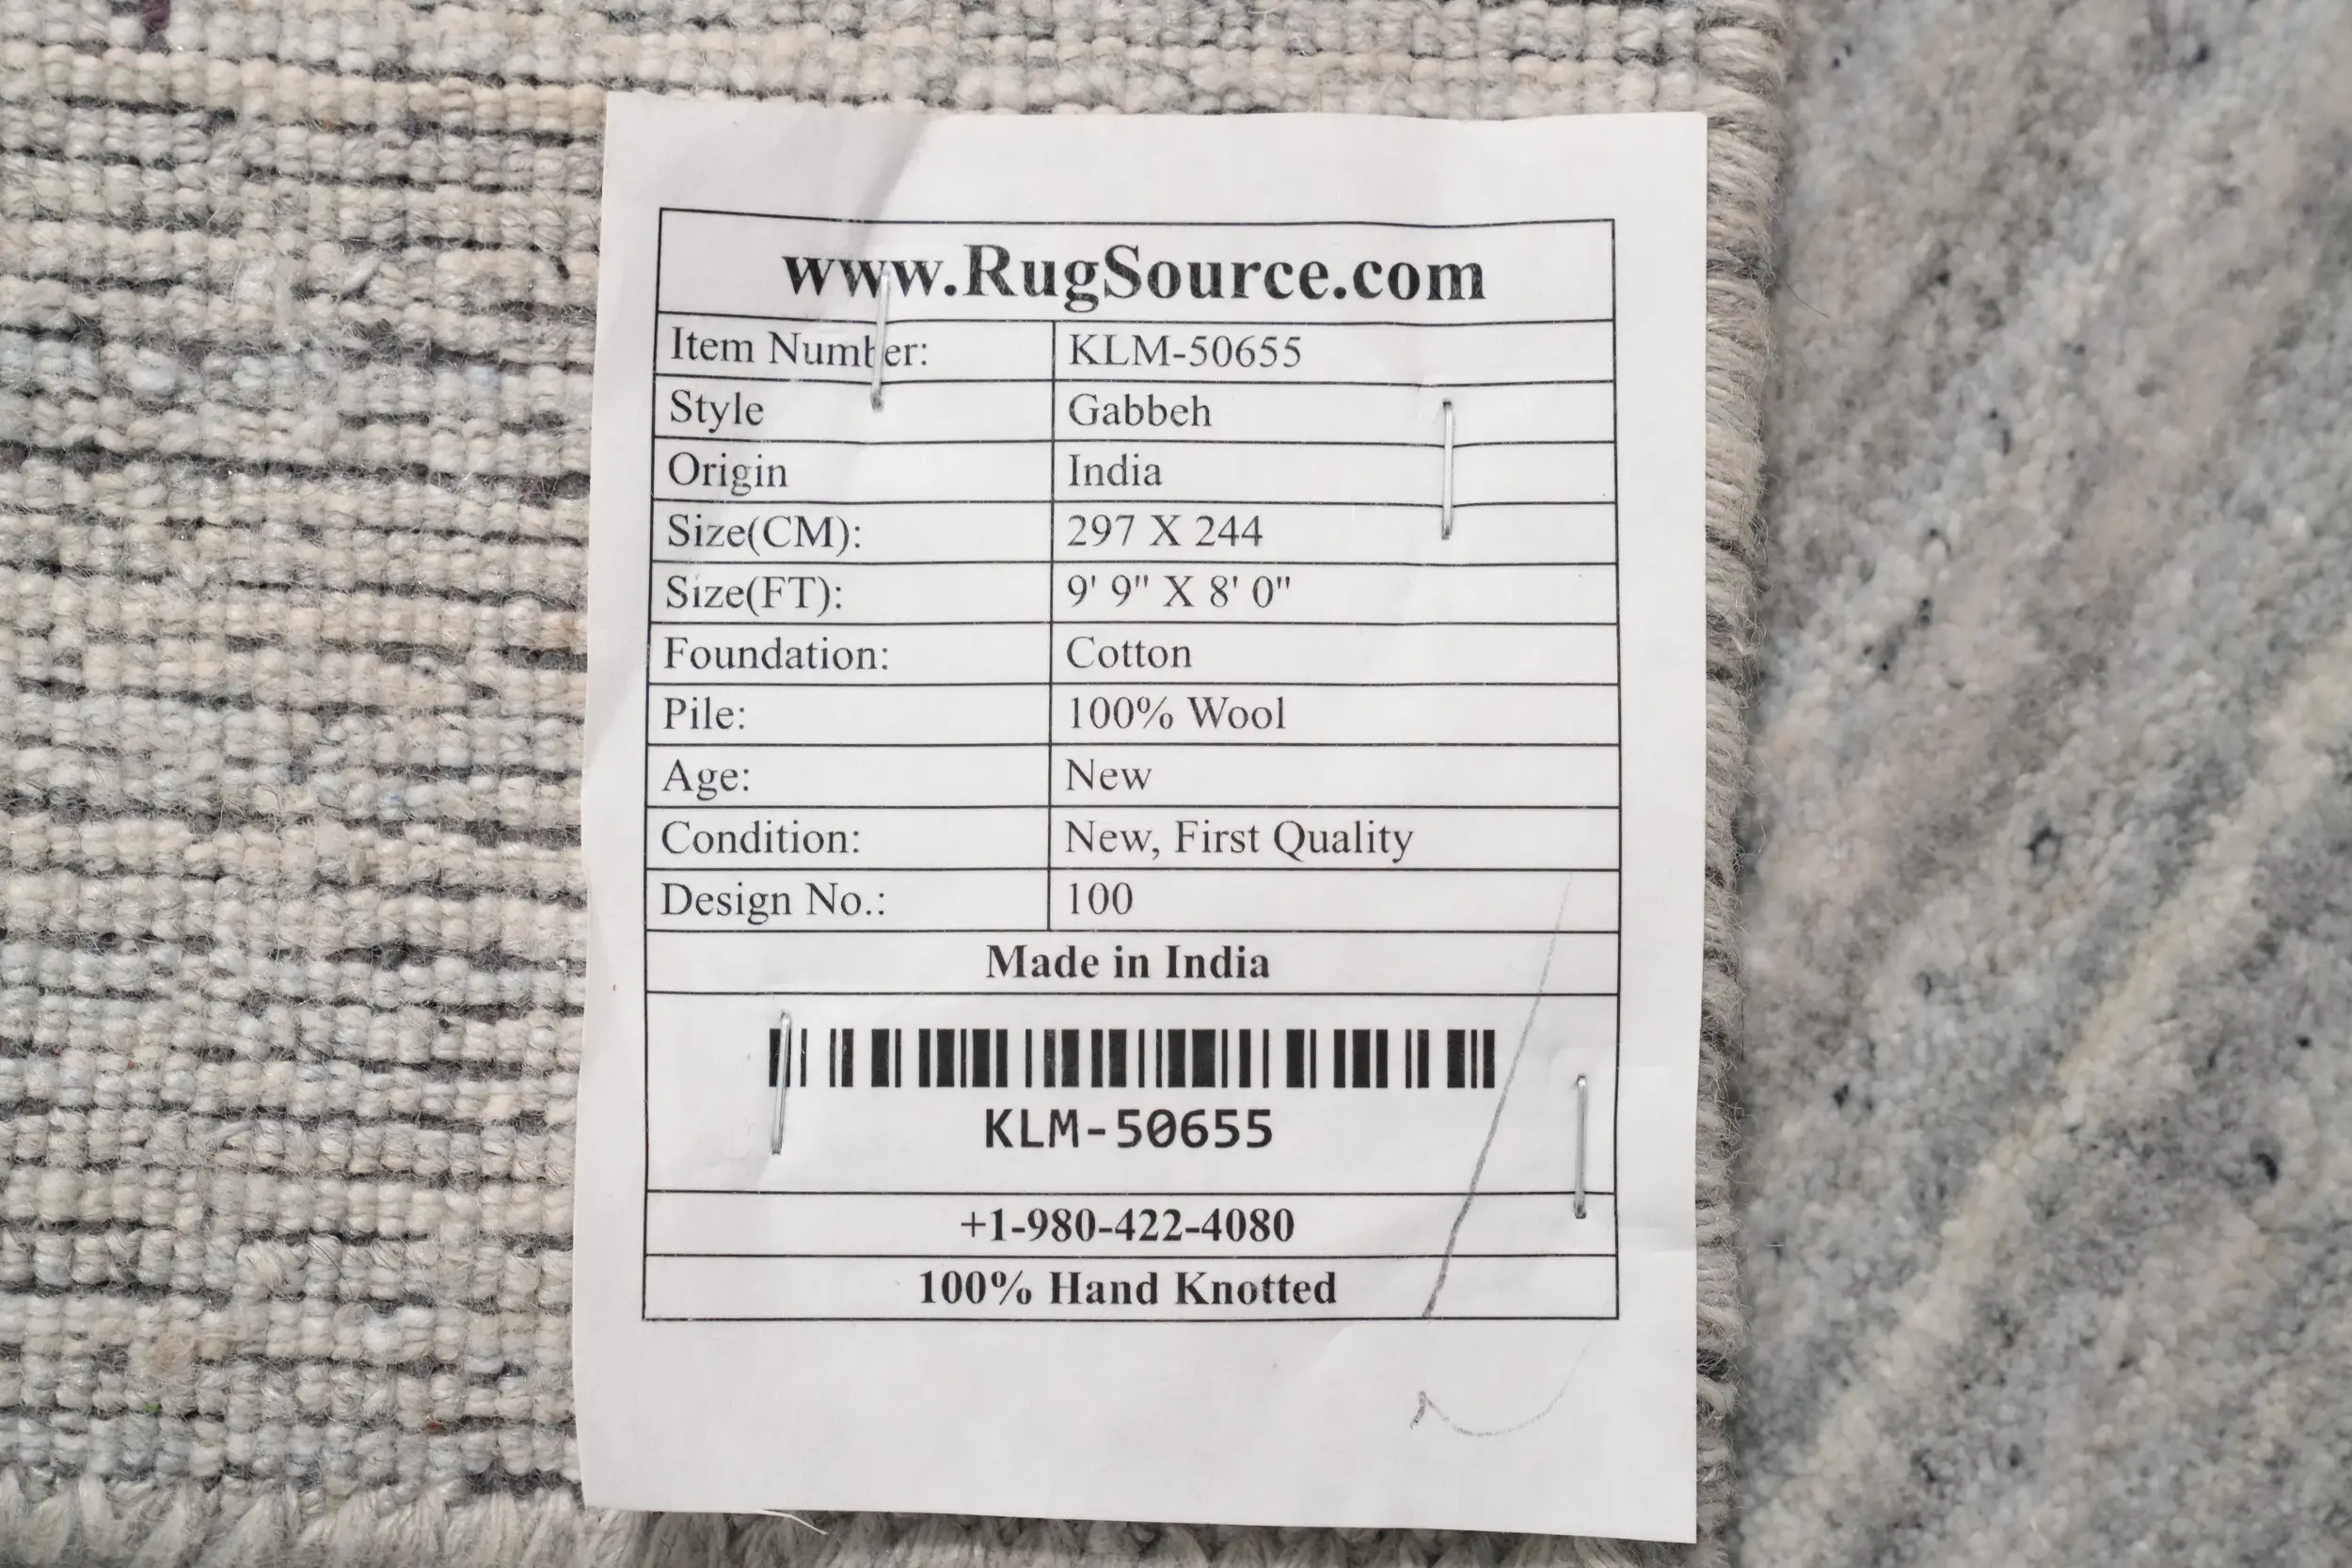 www.RugSource.com
Item Number: KLM-50655
Style Gabbeh
Origin India
Size(CM): 297 X 244
Size(FT): 9' 9" X 8' 0"
Foundation: Cotton
Pile: 100% Wool
Age: New
Condition: New, First Quality
Design No.: 100
Made in India
KLM-50655
+1-980-422-4080
100% Hand Knotted